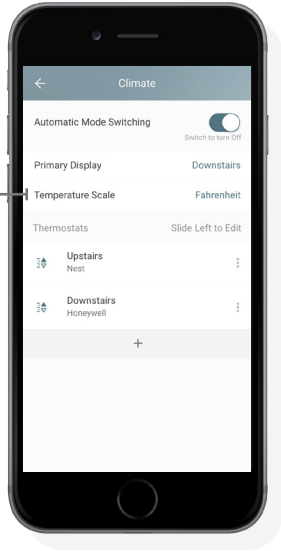 Climate
Automatic Mode Switching
Switch to turn Off
Primary Display Downstairs
Temperature Scale Fahrenheit
Thermostats Slide Left to Edit
Upstairs
Nest
Downstairs
Honeywell
+